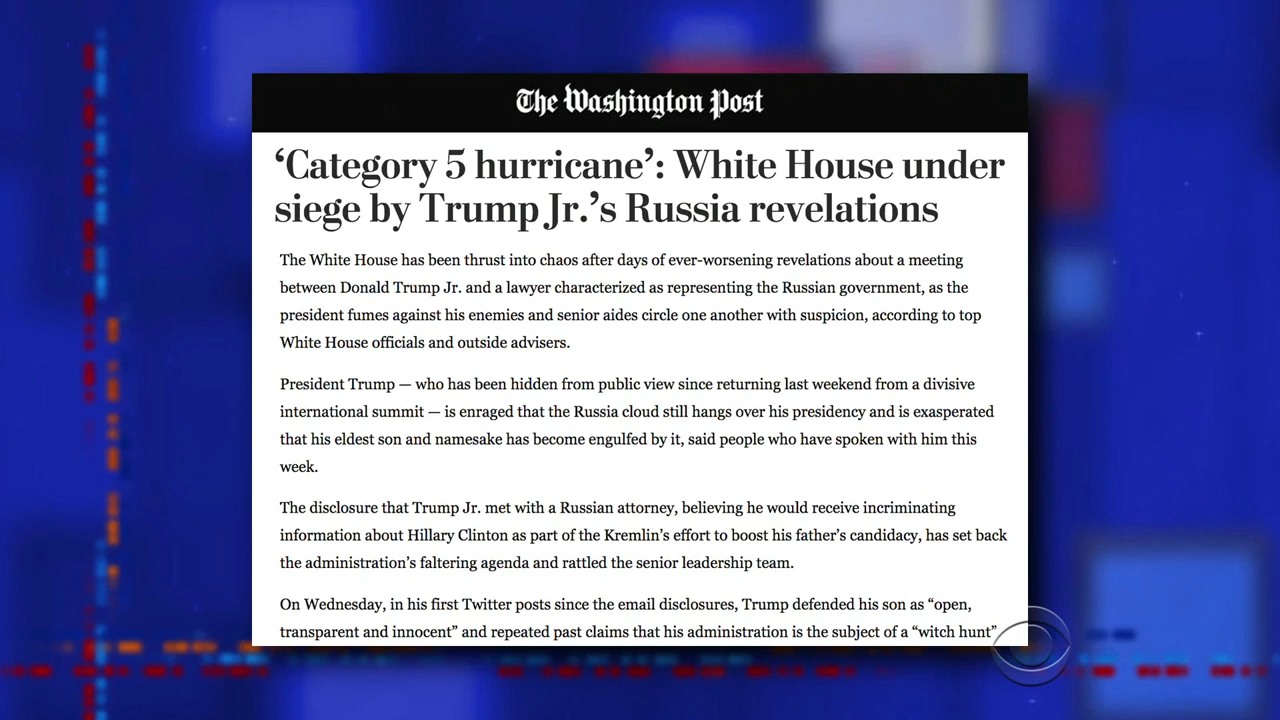 The Washington Post
‘Category 5 hurricane’: White House under
siege by Trump Jr.’s Russia revelations
The White House has been thrust into chaos after days of ever-worsening revelations about a meeting
between Donald Trump Jr. and a lawyer characterized as representing the Russian government, as the
president fumes against his enemies and senior aides circle one another with suspicion, according to top
White House officials and outside advisers.
President Trump — who has been hidden from public view since returning last weekend from a divisive
international summit — is enraged that the Russia cloud still hangs over his presidency and is exasperated
that his eldest son and namesake has become engulfed by it, said people who have spoken with him this
week.
The disclosure that Trump Jr. met with a Russian attorney, believing he would receive incriminating
information about Hillary Clinton as part of the Kremlin’s effort to boost his father’s candidacy, has set back
the administration’s faltering agenda and rattled the senior leadership team.
On Wednesday, in his first Twitter posts since the email disclosures, Trump defended his son as “open,
transparent and innocent” and repeated past claims that his administration is the subject of a “witch hunt”